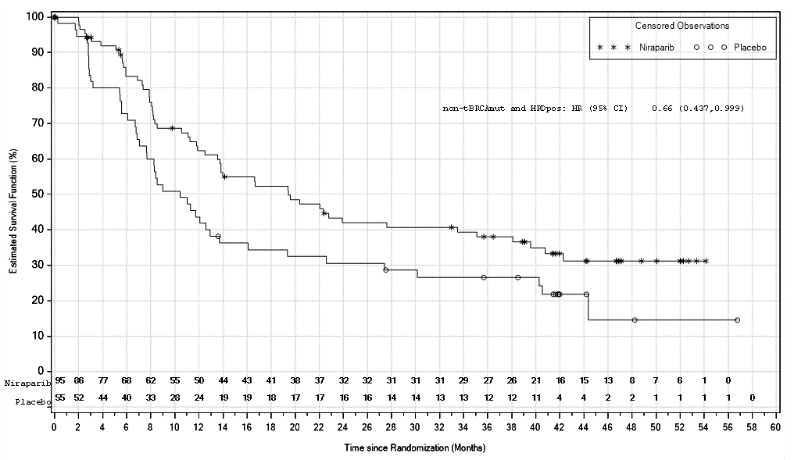 Censored Observations
Niraparib Placebo
non-tBRCAmut and HRDpos: HR (95% CI) 0.66 (0.437,0.999)
Estimated Survival Function (%)
100
90
80
70
60
50
40
30
20
10
0
Niraparib 95 86 77 68 62 55 50 44 43 41 38 37 32 32 31 31 31 29 27 26 21 16 15 13 8 7 6 1 0
Placebo 55 52 44 40 33 28 24 19 19 18 17 17 16 16 14 14 13 13 12 12 11 4 4 2 2 1 1 1 1 0
0 2 4 6 8 10 12 14 16 18 20 22 24 26 28 30 32 34 36 38 40 42 44 46 48 50 52 54 56 58 60
Time since Randomization (Months)